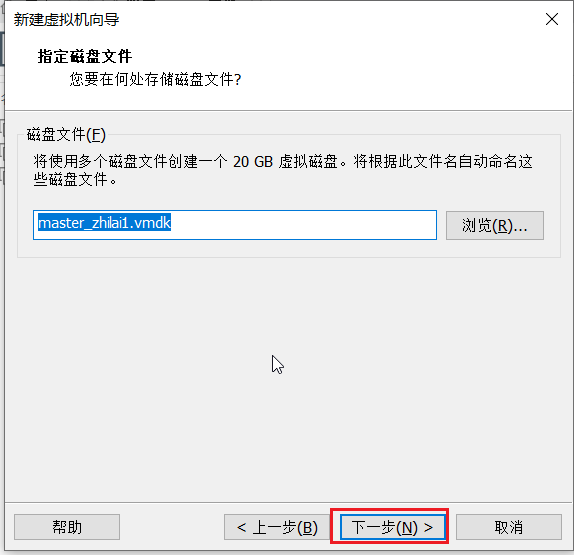 新建虚拟机向导
指定磁盘文件
您要在何处存储磁盘文件?
磁盘文件(F)
将使用多个磁盘文件创建一个 20 GB 虚拟磁盘。将根据此文件名自动命名这
些磁盘文件。
master_zhilai1.vmdk
浏览(R)...
帮助
< 上一步(B)
下一步(N) >
取消